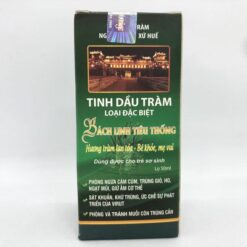 TRÀM
XỨ HUẾ
TINH DẦU TRÀM
LOẠI ĐẶC BIỆT
BÁCH LINH TIÊU THỐNG
Hương tràm lan tỏa - Bé khỏe, mẹ vui
Dùng được cho trẻ sơ sinh
Lọ 50ml
• PHÒNG NGỪA CẢM CÚM, TRÚNG GIÓ, HO,
NGẠT MŨI, GIỮ ẤM CƠ THỂ
• SÁT KHUẨN, KHỬ TRÙNG, ỨC CHẾ SỰ PHÁT
TRIỂN CỦA VIRUT
• PHÒNG VÀ TRÁNH MUỖI CÔN TRÙNG CẮN